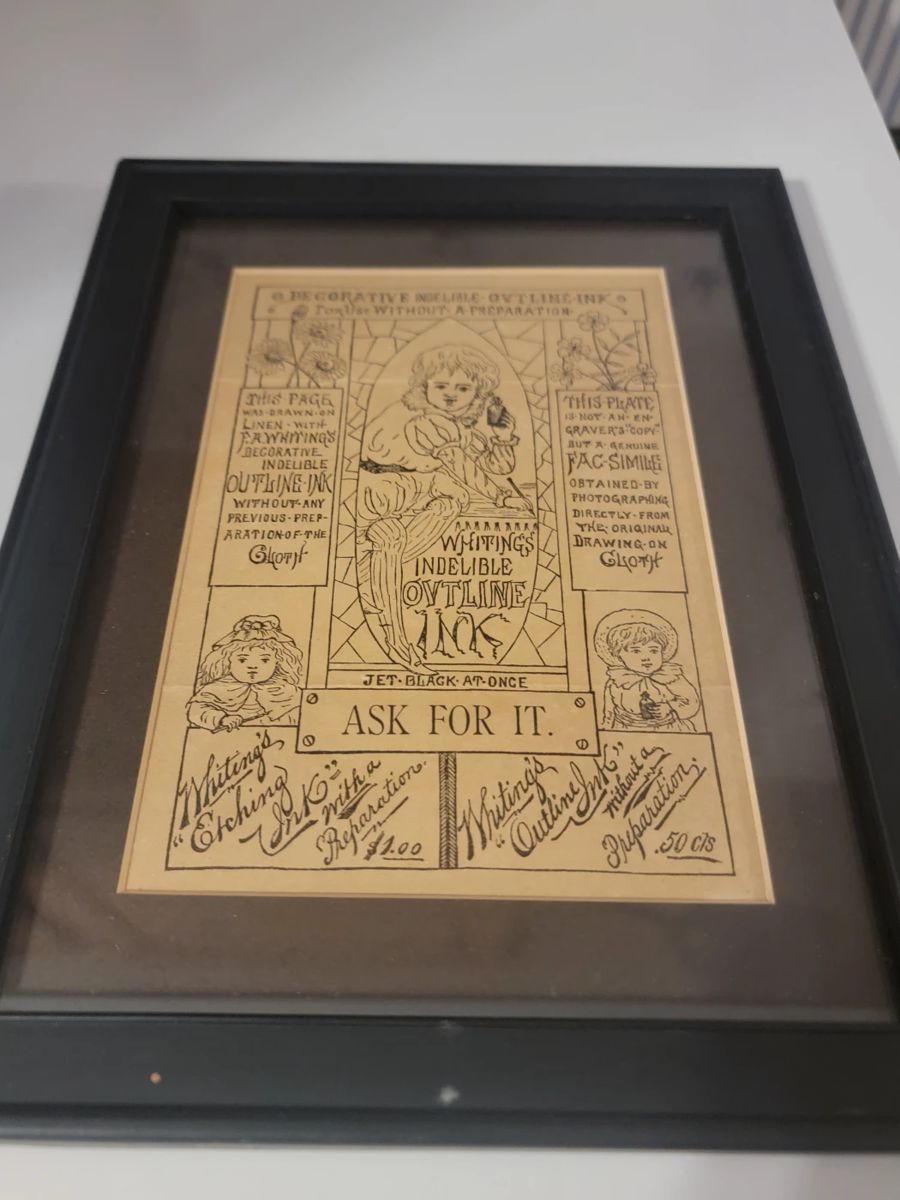 DECORATIVE INDELIBLE·OVTLINE·INK
FOR USE WITHOUT·A·PREPARATION·
THIS PAGE
WAS·DRAWN·ON
LINEN·WITH·
F.A.WHITING'S
DECORATIVE
INDELIBLE
OUTLINE·INK
WITHOUT·ANY
PREVIOUS·PREP-
ARATION·OF·THE
CLOTH
WHITING'S
INDELIBLE
OVTLINE
INK
JET·BLACK·AT·ONCE
THIS·PLATE
IS·NOT·AN·EN-
GRAVER'S "COPY"
BUT A·GENUINE
FAC-SIMILE
OBTAINED·BY
PHOTOGRAPHING
DIRECTLY·FROM
THE·ORIGINAL
DRAWING·ON
CLOTH
ASK FOR IT.
Whiting's
"Etching
Ink"
with a
Preparation.
$1.00
Whiting's
"Outline Ink"
without a
Preparation.
.50 cts